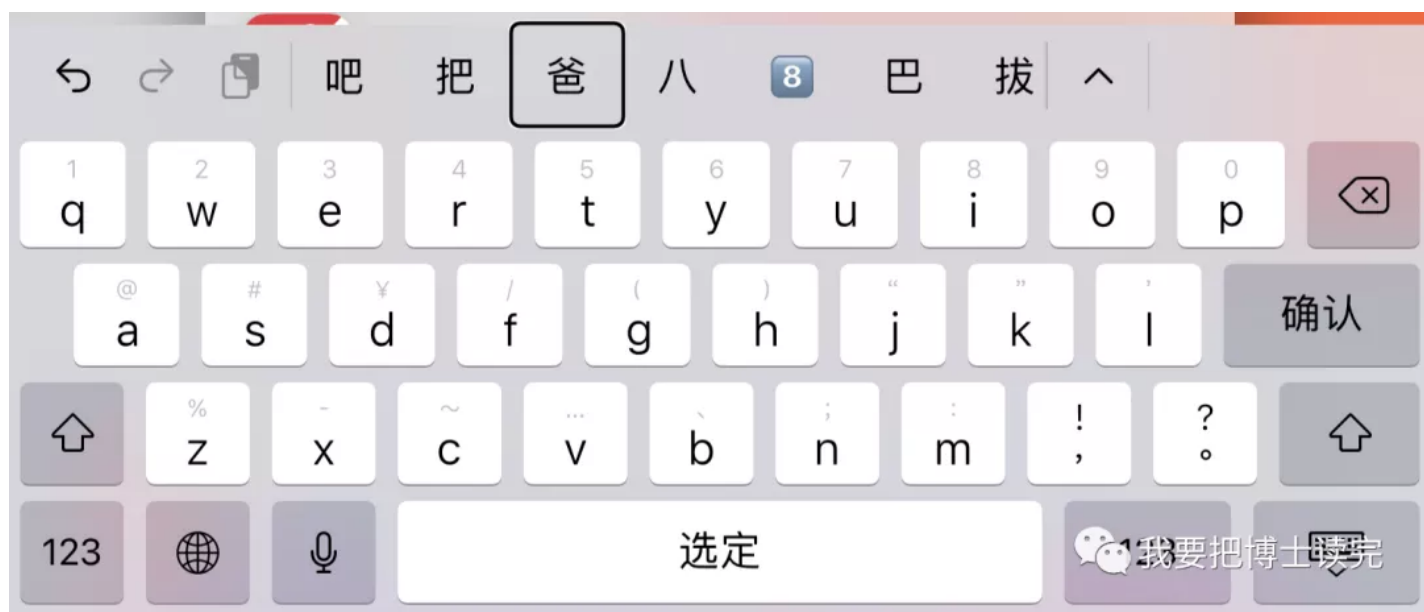 吧 把 爸 八 8 巴 拔
1 2 3 4 5 6 7 8 9 0
q w e r t y u i o p
@ # ¥ / ( ) “ ” ’
a s d f g h j k l 确认
% - ~ … 、 ; : ! ?
z x c v b n m , 。
123 选定 123
我要把博士读完